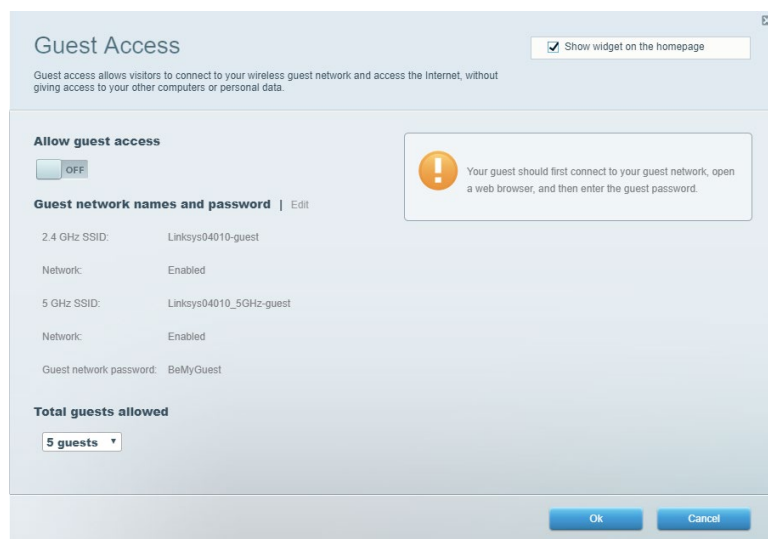 Guest Access
Show widget on the homepage
Guest access allows visitors to connect to your wireless guest network and access the Internet, without
giving access to your other computers or personal data.
Allow guest access
OFF
Your guest should first connect to your guest network, open
a web browser, and then enter the guest password.
Guest network names and password | Edit
2.4 GHz SSID: Linksys04010-guest
Network: Enabled
5 GHz SSID: Linksys04010_5GHz-guest
Network: Enabled
Guest network password: BeMyGuest
Total guests allowed
5 guests
Ok
Cancel